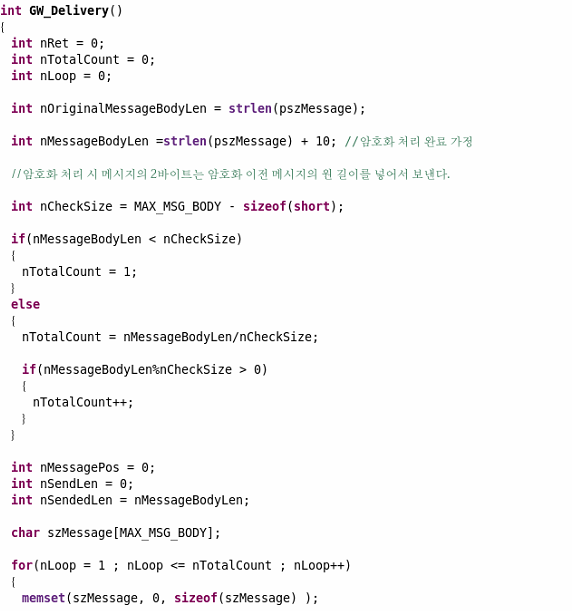 int GW_Delivery()
{
int nRet = 0;
int nTotalCount = 0;
int nLoop = 0;
int nOriginalMessageBodyLen = strlen(pszMessage);
int nMessageBodyLen =strlen(pszMessage) + 10; //암호화 처리 완료 가정
//암호화 처리 시 메시지의 2바이트는 암호화 이전 메시지의 원 길이를 넣어서 보낸다.
int nCheckSize = MAX_MSG_BODY - sizeof(short);
if(nMessageBodyLen < nCheckSize)
{
nTotalCount = 1;
}
else
{
nTotalCount = nMessageBodyLen/nCheckSize;
if(nMessageBodyLen%nCheckSize > 0)
{
nTotalCount++;
}
}
int nMessagePos = 0;
int nSendLen = 0;
int nSendedLen = nMessageBodyLen;
char szMessage[MAX_MSG_BODY];
for(nLoop = 1 ; nLoop <= nTotalCount ; nLoop++)
{
memset(szMessage, 0, sizeof(szMessage) );